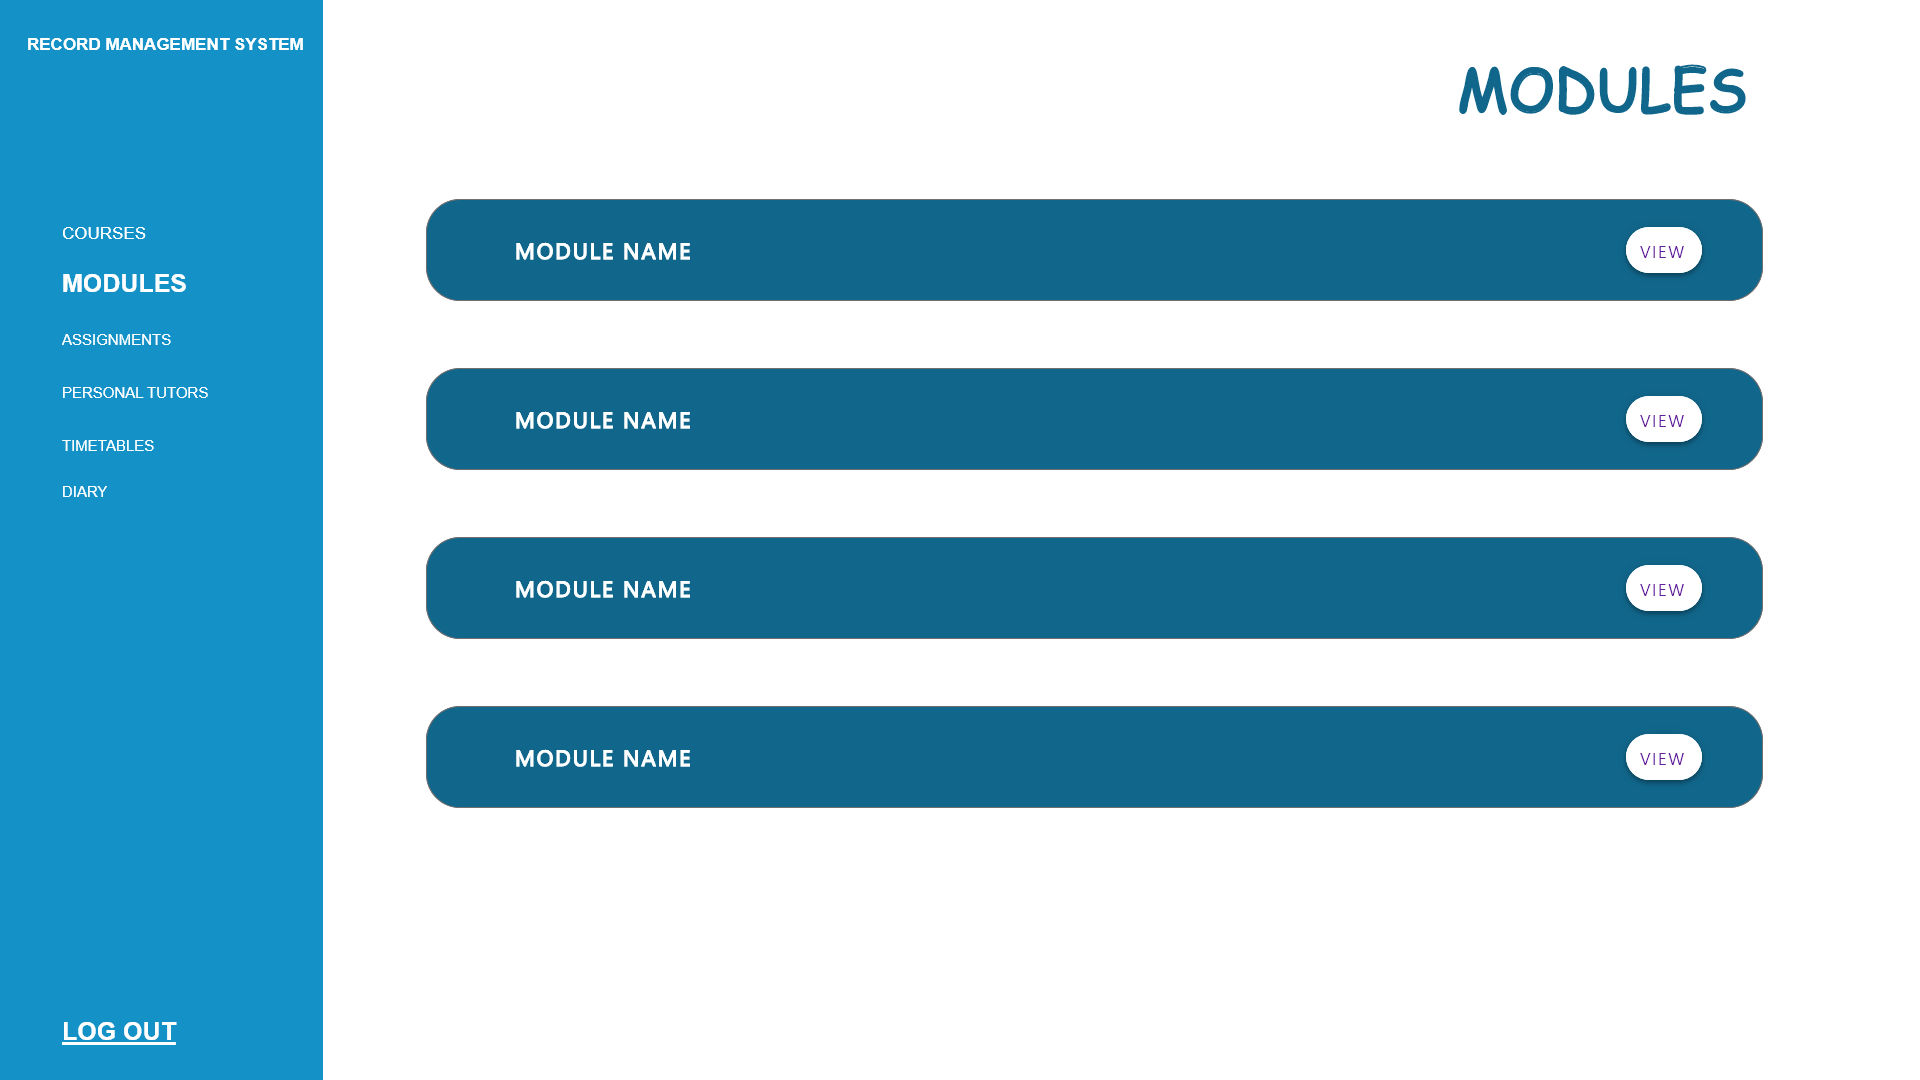 RECORD MANAGEMENT SYSTEM
COURSES
MODULES
ASSIGNMENTS
PERSONAL TUTORS
TIMETABLES
DIARY
LOG OUT
MODULES
MODULE NAME VIEW
MODULE NAME VIEW
MODULE NAME VIEW
MODULE NAME VIEW